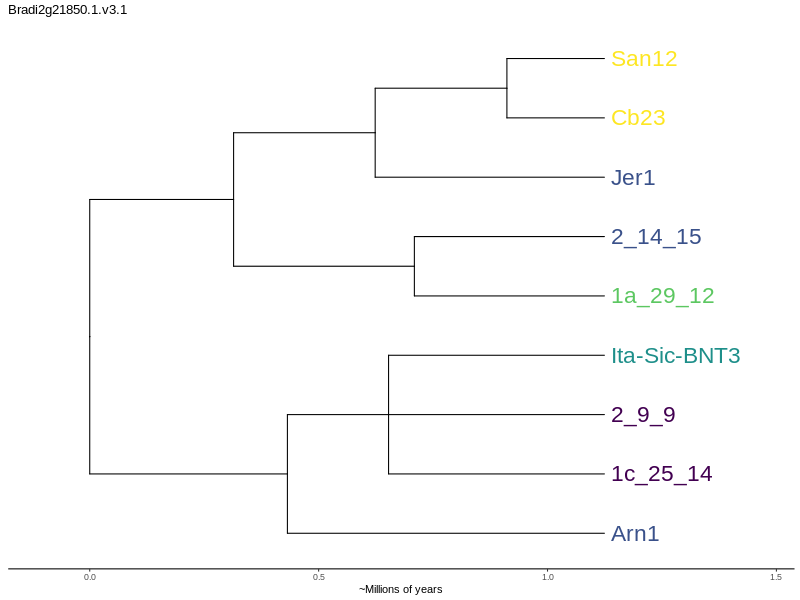 Bradi2g21850.1.v3.1
San12
Cb23
Jer1
2_14_15
1a_29_12
Ita-Sic-BNT3
2_9_9
1c_25_14
Arn1
0.0 0.5 1.0 1.5
~Millions of years